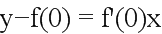 y−f(0) = f'(0)x